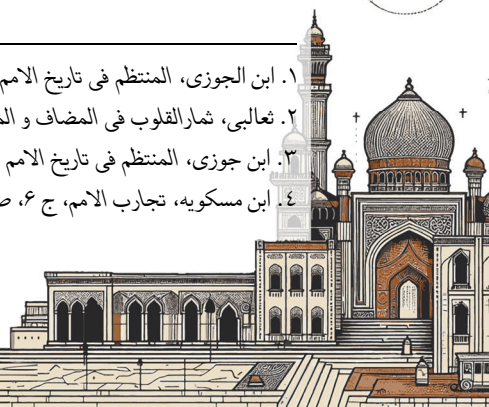 ۱. ابن الجوزی، المنتظم فی تاریخ الامم
۲. ثعالبی، ثمارالقلوب فی المضاف و
۳. ابن جوزی، المنتظم فی تاریخ الامم
٤. ابن مسکویه، تجارب الامم، ج ۶،